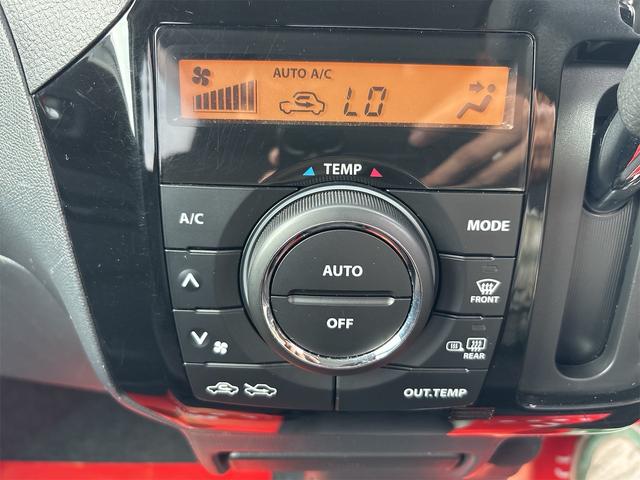 AUTO A/C
LO
TEMP
A/C
MODE
AUTO
FRONT
OFF
REAR
OUT.TEMP